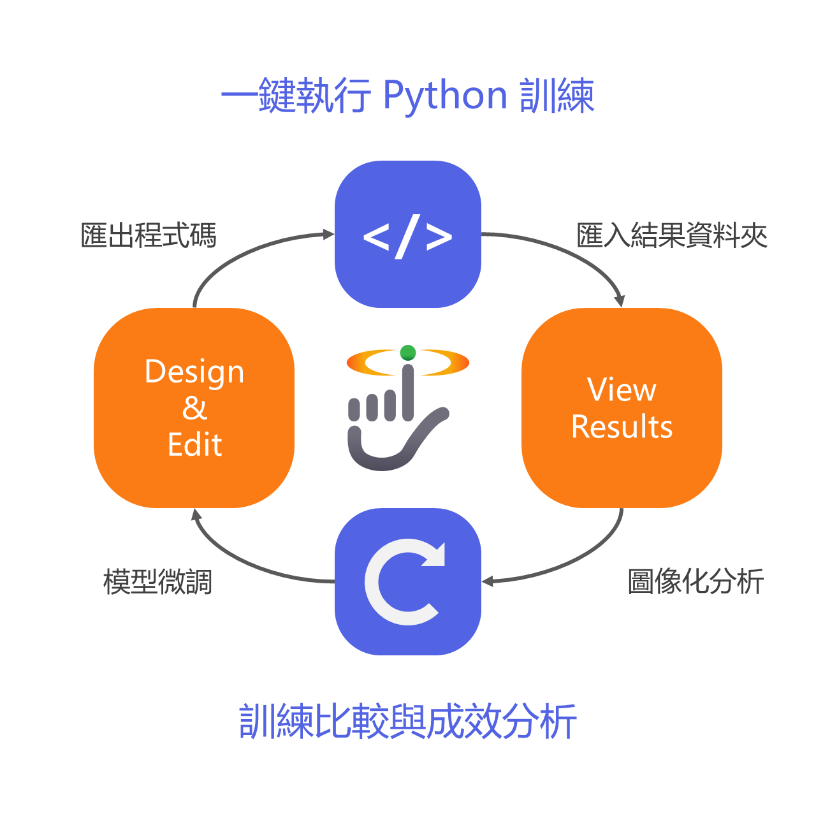 一鍵執行 Python 訓練
匯出程式碼
</>
匯入結果資料夾
Design
&
Edit
View
Results
模型微調
圖像化分析
訓練比較與成效分析